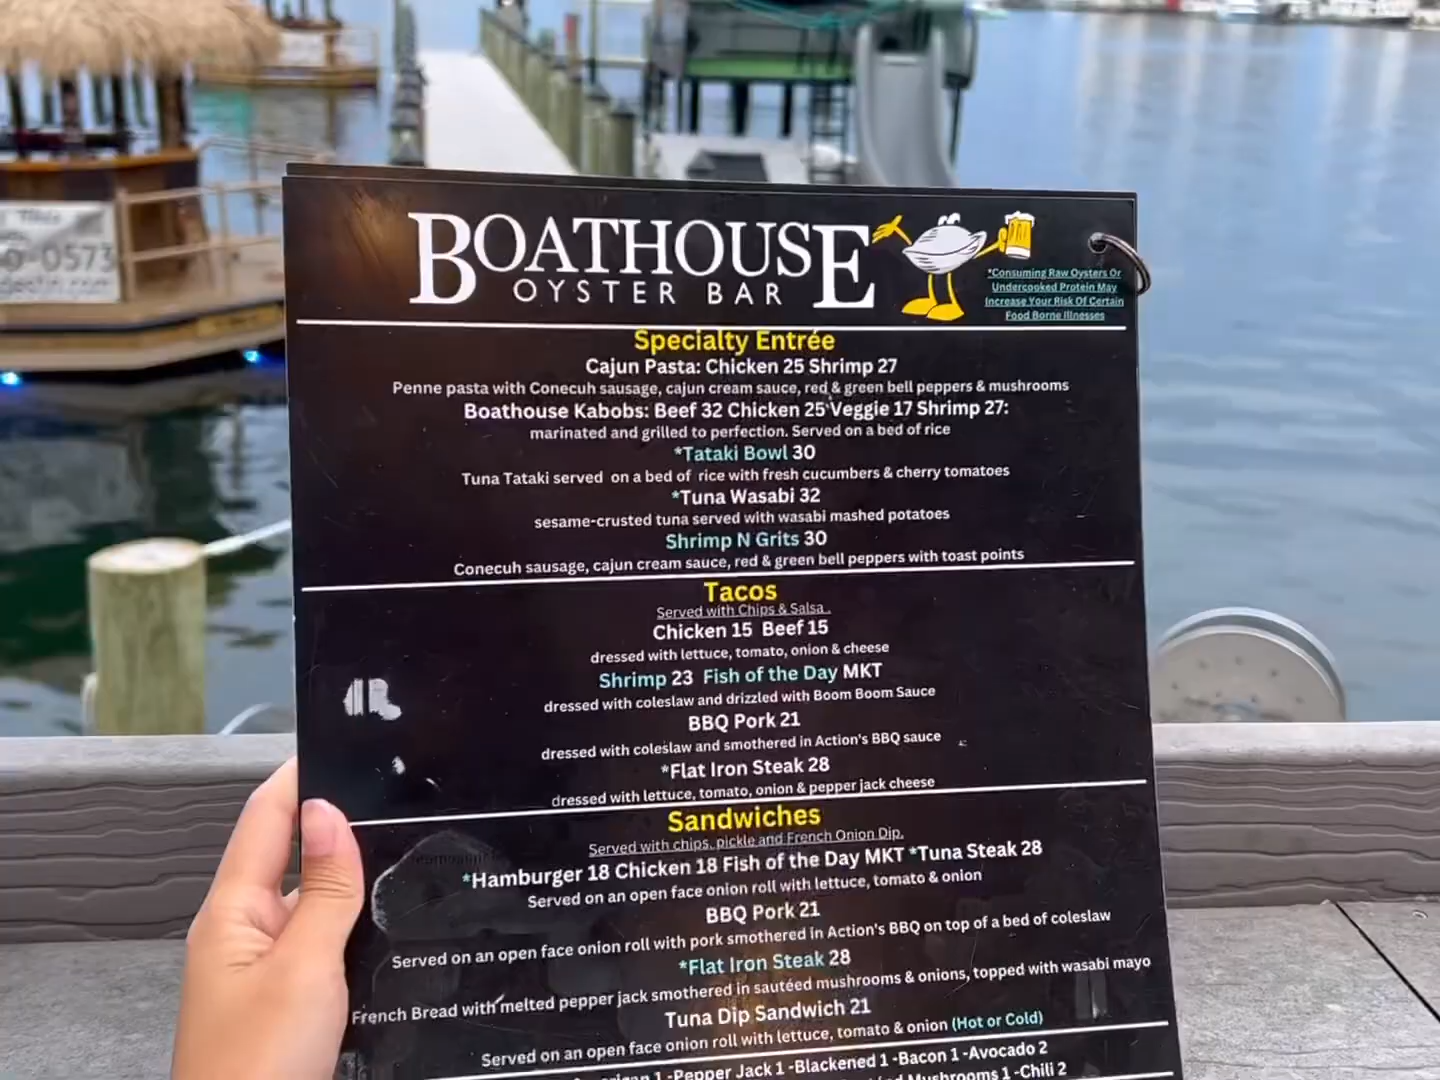 0-0573
BOATHOUSE
OYSTER BAR
*Consuming Raw Oysters Or
Undercooked Protein May
Increase Your Risk Of Certain
Food Borne Illnesses
Specialty Entrée
Cajun Pasta: Chicken 25 Shrimp 27
Penne pasta with Conecuh sausage, cajun cream sauce, red & green bell peppers & mushrooms
Boathouse Kabobs: Beef 32 Chicken 25 Veggie 17 Shrimp 27:
marinated and grilled to perfection. Served on a bed of rice
*Tataki Bowl 30
Tuna Tataki served on a bed of rice with fresh cucumbers & cherry tomatoes
*Tuna Wasabi 32
sesame-crusted tuna served with wasabi mashed potatoes
Shrimp N Grits 30
Conecuh sausage, cajun cream sauce, red & green bell peppers with toast points
Tacos
Served with Chips & Salsa.
Chicken 15 Beef 15
dressed with lettuce, tomato, onion & cheese
Shrimp 23 Fish of the Day MKT
dressed with coleslaw and drizzled with Boom Boom Sauce
BBQ Pork 21
dressed with coleslaw and smothered in Action's BBQ sauce
*Flat Iron Steak 28
dressed with lettuce, tomato, onion & pepper jack cheese
Sandwiches
Served with chips, pickle and French Onion Dip.
*Hamburger 18 Chicken 18 Fish of the Day MKT *Tuna Steak 28
Served on an open face onion roll with lettuce, tomato & onion
BBQ Pork 21
Served on an open face onion roll with pork smothered in Action's BBQ on top of a bed of coleslaw
*Flat Iron Steak 28
French Bread with melted pepper jack smothered in sautéed mushrooms & onions, topped with wasabi mayo
Tuna Dip Sandwich 21
Served on an open face onion roll with lettuce, tomato & onion (Hot or Cold)
1 -Pepper Jack 1 -Blackened 1 -Bacon 1 -Avocado 2
Mushrooms 1 -Chili 2